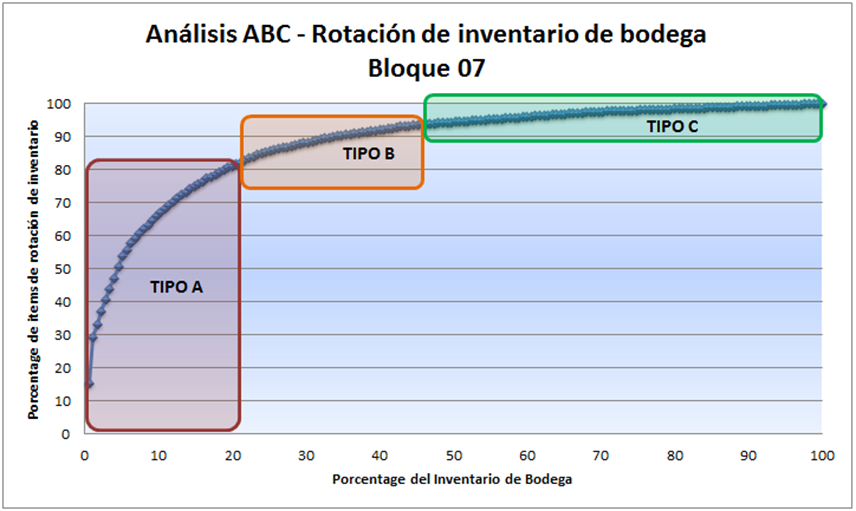 Análisis ABC - Rotación de inventario de bodega
Bloque 07
Porcentage de items de rotación de inventario
100
90
80
70
60
50
40
30
20
10
0
TIPO A
TIPO B
TIPO C
0 10 20 30 40 50 60 70 80 90 100
Porcentage del Inventario de Bodega